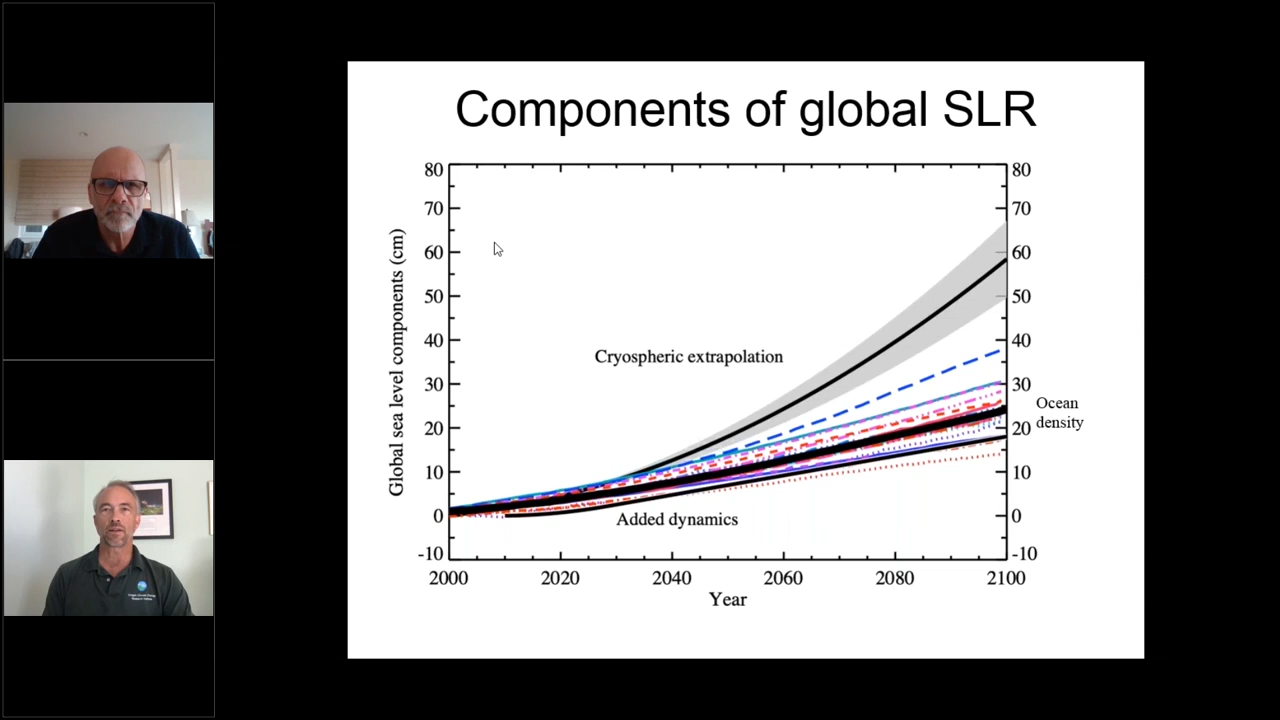 Components of global SLR
80
70
60
50
40
30
20
10
0
-10
80
70
60
50
40
30
20
10
0
-10
Global sea level components (cm)
Cryospheric extrapolation
Added dynamics
Ocean
density
2000 2020 2040 2060 2080 2100
Year